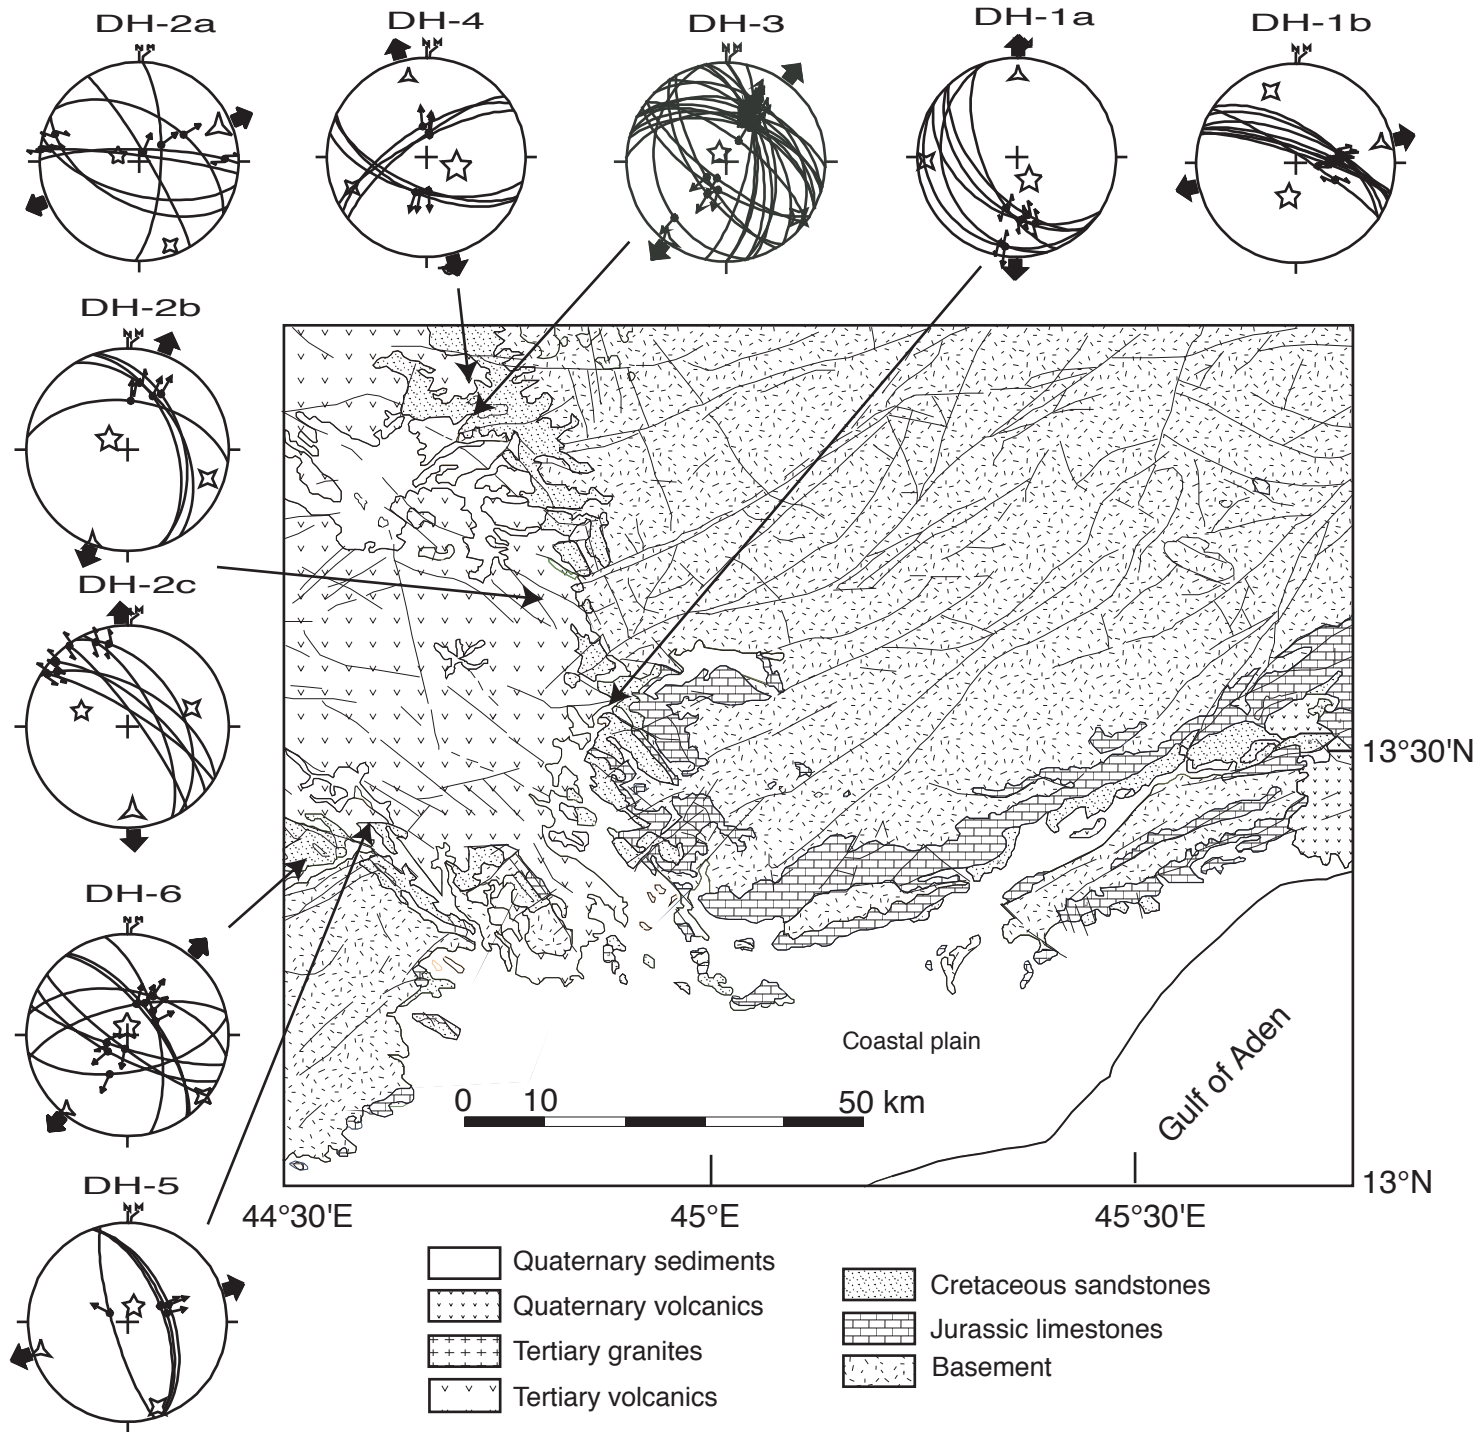 DH-2a
DH-4
DH-3
DH-1a
DH-1b
N M
N M
N M
N M
N M
DH-2b
N M
DH-2c
N M
13°30'N
DH-6
N M
Coastal plain
Gulf of Aden
0 10 50 km
DH-5
N M
13°N
44°30'E 45°E 45°30'E
Quaternary sediments
Quaternary volcanics
Tertiary granites
Tertiary volcanics
Cretaceous sandstones
Jurassic limestones
Basement